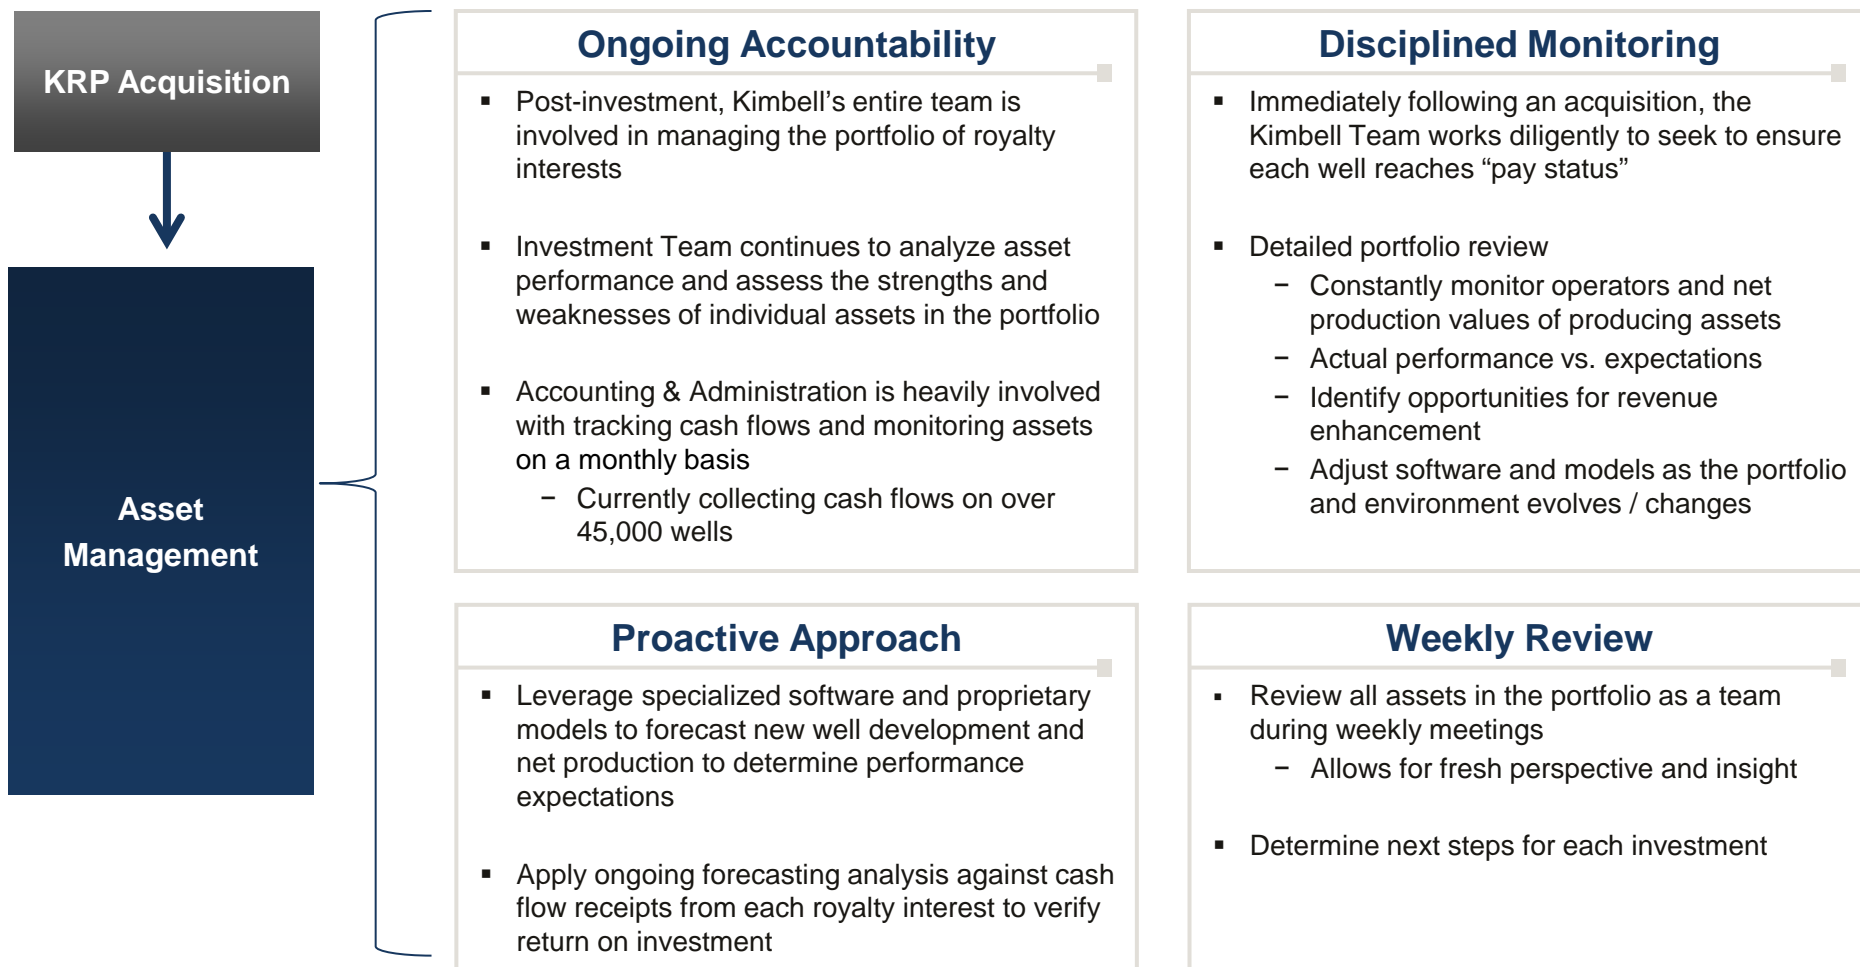 KRP Acquisition
Asset
Management
Ongoing Accountability
▪ Post-investment, Kimbell’s entire team is
involved in managing the portfolio of royalty
interests
▪ Investment Team continues to analyze asset
performance and assess the strengths and
weaknesses of individual assets in the portfolio
▪ Accounting & Administration is heavily involved
with tracking cash flows and monitoring assets
on a monthly basis
− Currently collecting cash flows on over
45,000 wells
Disciplined Monitoring
▪ Immediately following an acquisition, the
Kimbell Team works diligently to seek to ensure
each well reaches “pay status”
▪ Detailed portfolio review
− Constantly monitor operators and net
production values of producing assets
− Actual performance vs. expectations
− Identify opportunities for revenue
enhancement
− Adjust software and models as the portfolio
and environment evolves / changes
Proactive Approach
▪ Leverage specialized software and proprietary
models to forecast new well development and
net production to determine performance
expectations
▪ Apply ongoing forecasting analysis against cash
flow receipts from each royalty interest to verify
return on investment
Weekly Review
▪ Review all assets in the portfolio as a team
during weekly meetings
− Allows for fresh perspective and insight
▪ Determine next steps for each investment